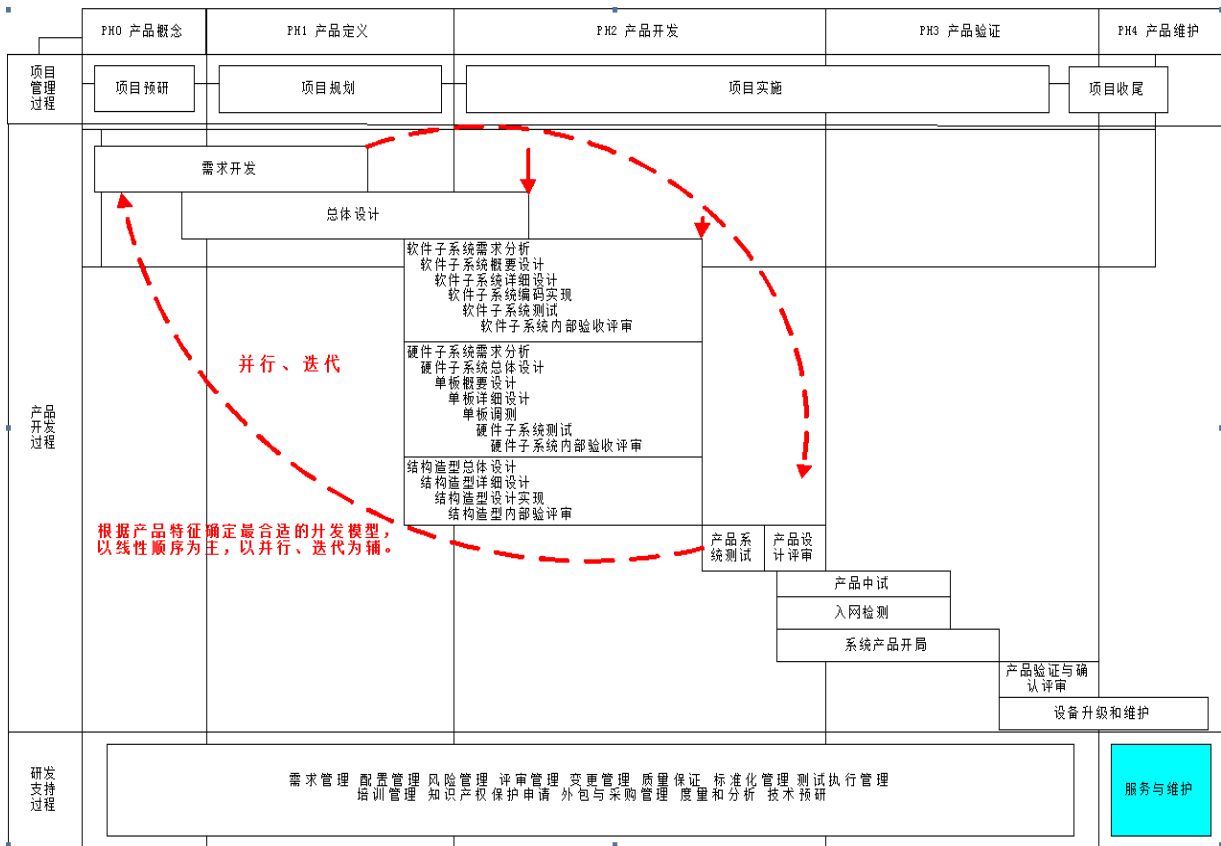 PH0 产品概念
PH1 产品定义
PH2 产品开发
PH3 产品验证
PH4 产品维护
项目
管理
过程
项目预研
项目规划
项目实施
项目收尾
需求开发
总体设计
软件子系统需求分析
软件子系统概要设计
软件子系统详细设计
软件子系统编码实现
软件子系统测试
软件子系统内部验收评审
硬件子系统需求分析
硬件子系统总体设计
单板概要设计
单板详细设计
单板调测
硬件子系统测试
硬件子系统内部验收评审
结构造型总体设计
结构造型详细设计
结构造型设计实现
结构造型内部验评审
并行、迭代
产品
开发
过程
根据产品特征确定最合适的开发模型，
以线性顺序为主，以并行、迭代为辅。
产品系
统测试
产品设
计评审
产品中试
入网检测
系统产品开局
产品验证与确
认评审
设备升级和维护
研发
支持
过程
需求管理 配置管理 风险管理 评审管理 变更管理 质量保证 标准化管理 测试执行管理
培训管理 知识产权保护申请 外包与采购管理 度量和分析 技术预研
服务与维护